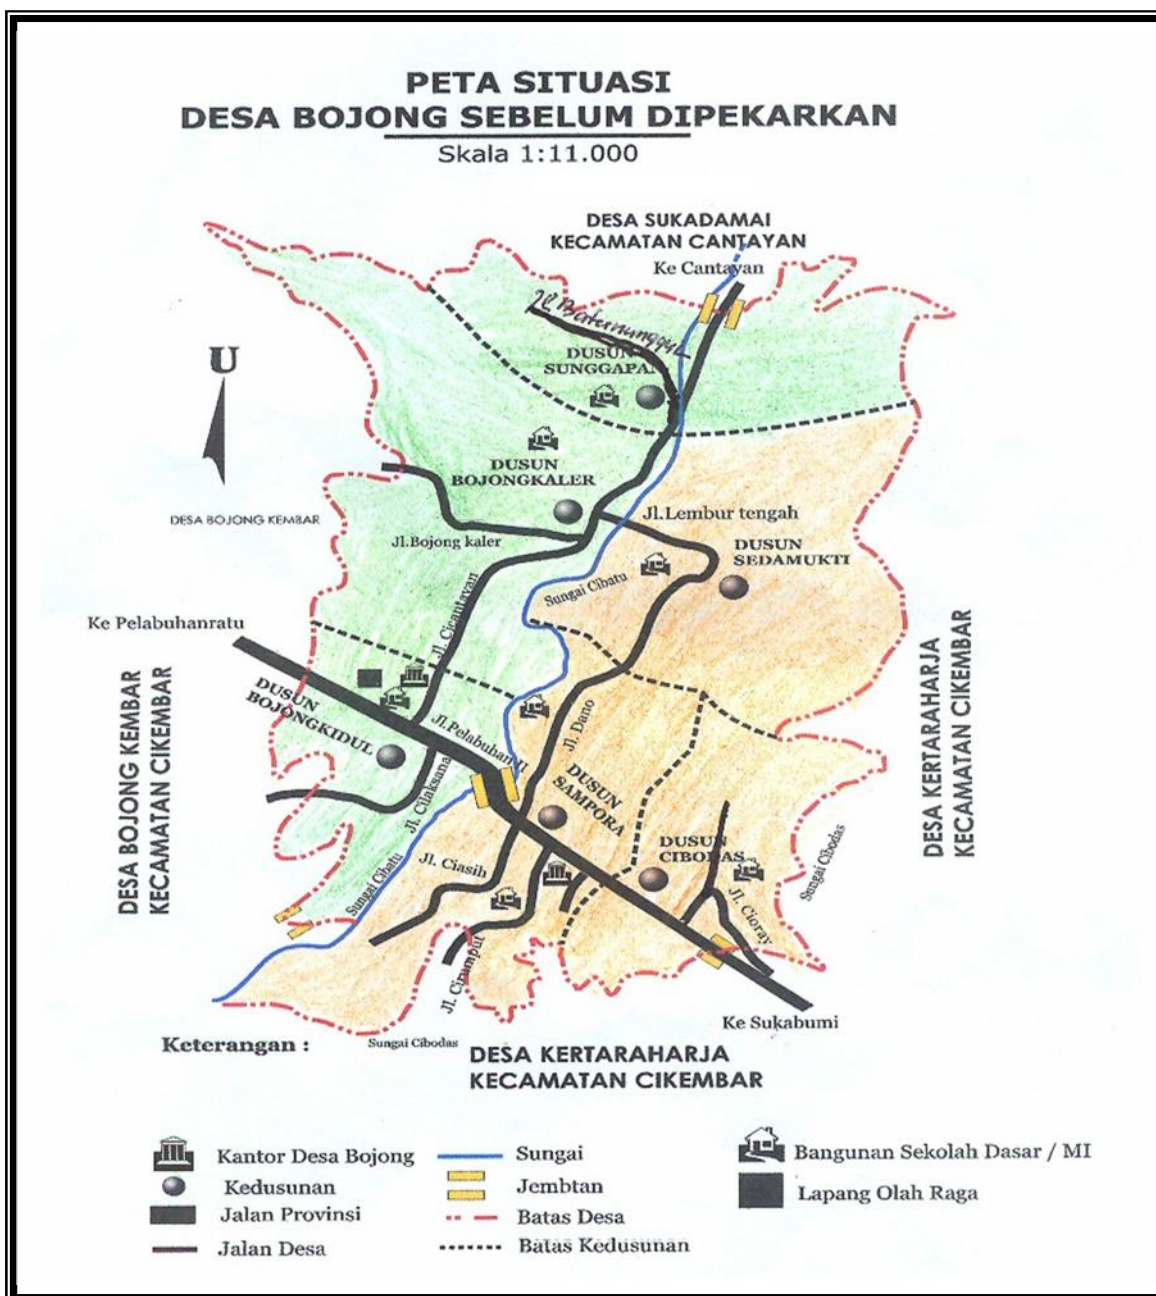 PETA SITUASI
DESA BOJONG SEBELUM DIPEKARKAN
Skala 1:11.000
DESA SUKADAMAI
KECAMATAN CANTAYAN
Ke Cantayan
Jl Batununggul
DUSUN
SUNGGAPAN
U
DUSUN
BOJONGKALER
DESA BOJONG KEMBAR
Jl.Lembur tengah
Jl.Bojong kaler
DUSUN
SEDAMUKTI
Sungai Cibatu
Jl. Cicantayan
Ke Pelabuhanratu
DESA BOJONG KEMBAR
KECAMATAN CIKEMBAR
DUSUN
BOJONGKIDUL
Jl.Pelabuhan II
Jl. Dano
DESA KERTARAHARJA
KECAMATAN CIKEMBAR
Jl. Cilaksana
DUSUN
SAMPORA
DUSUN
CIBODAS
Sungai Cibodas
Jl. Ciasih
Sungai Cibatu
Jl. Cioray
Jl. Cirumput
Ke Sukabumi
Keterangan :
Sungai Cibodas
DESA KERTARAHARJA
KECAMATAN CIKEMBAR
Kantor Desa Bojong
Kedusunan
Jalan Provinsi
Jalan Desa
Sungai
Jembtan
Batas Desa
Batas Kedusunan
Bangunan Sekolah Dasar / MI
Lapang Olah Raga